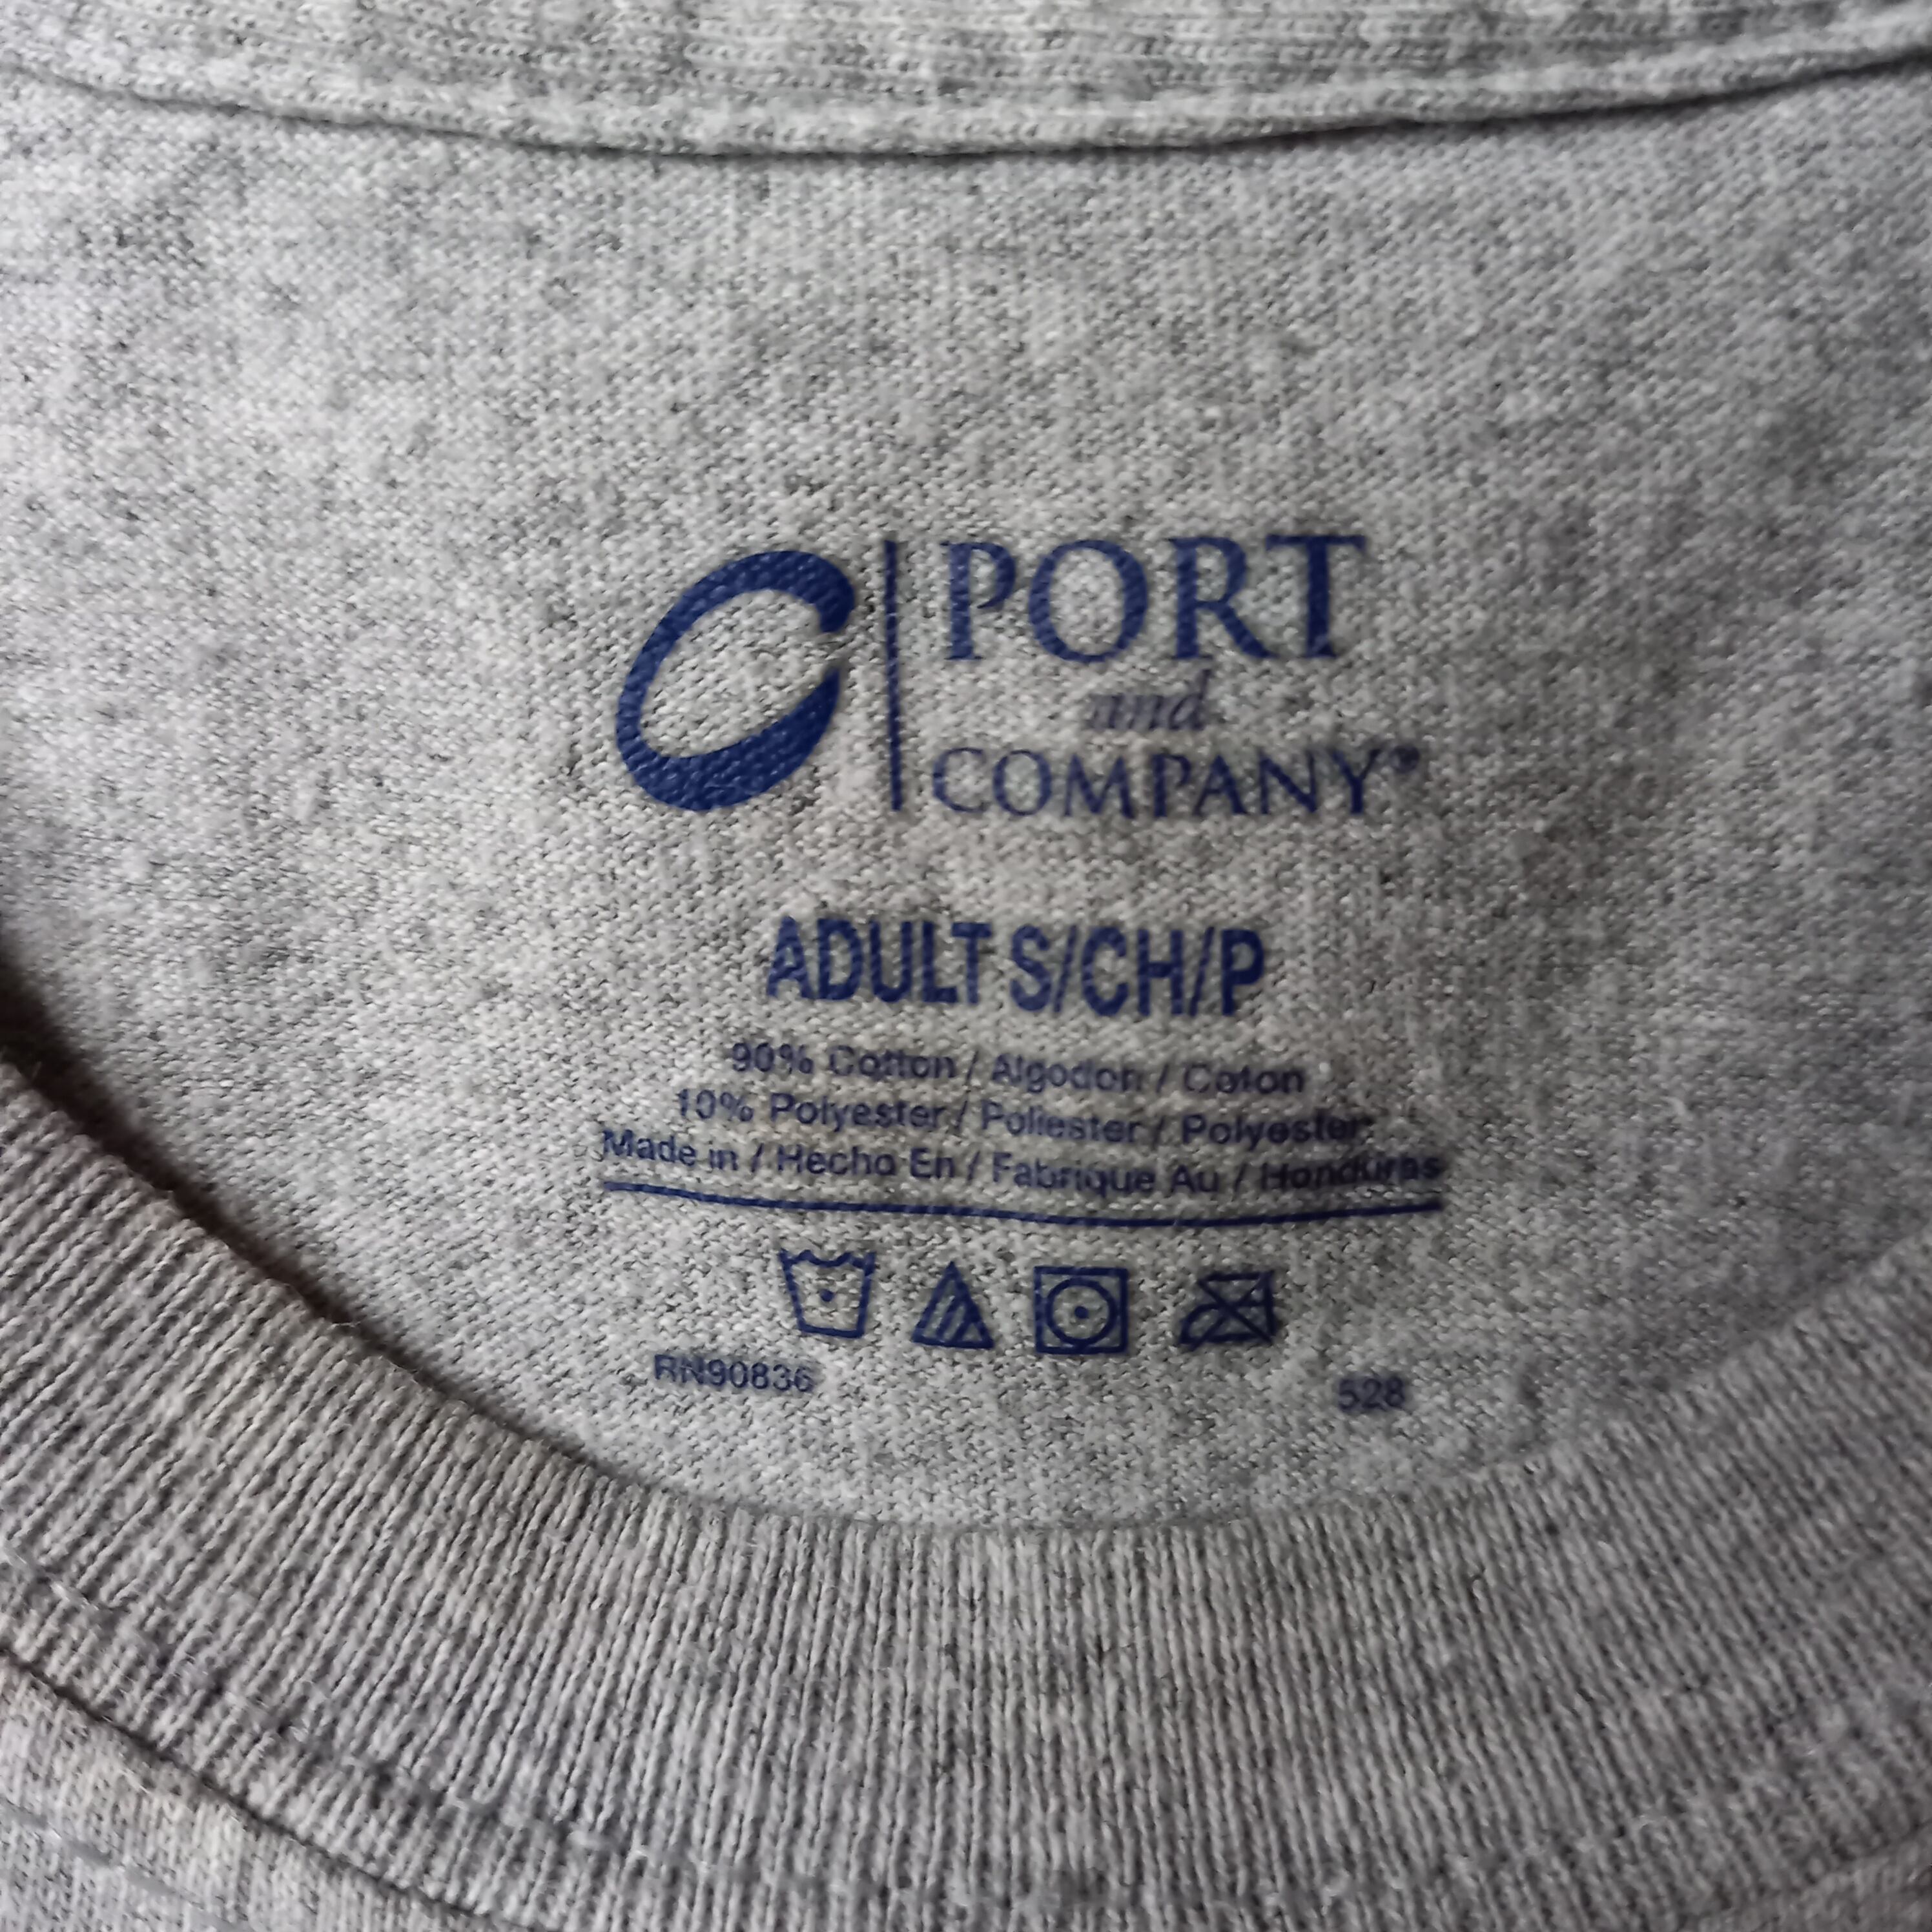 PORT
and
COMPANY®
ADULT S/CH/P
90% Cotton / Algodon / Coton
10% Polyester / Poliester / Polyester
Made in / Hecho En / Fabrique Au / Honduras
RN90836 528